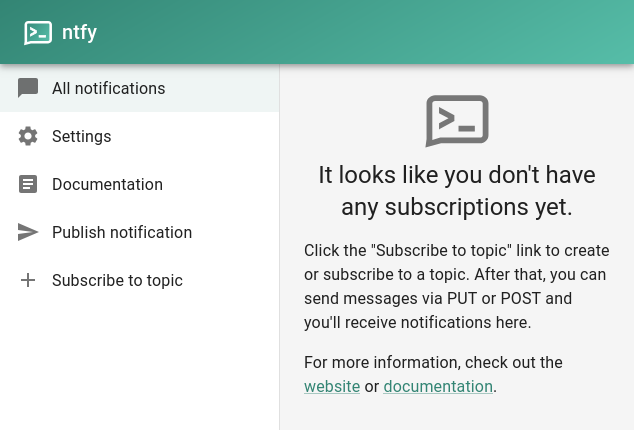 ntfy
All notifications
Settings
Documentation
Publish notification
Subscribe to topic
It looks like you don't have
any subscriptions yet.
Click the "Subscribe to topic" link to create
or subscribe to a topic. After that, you can
send messages via PUT or POST and
you'll receive notifications here.
For more information, check out the
website or documentation.